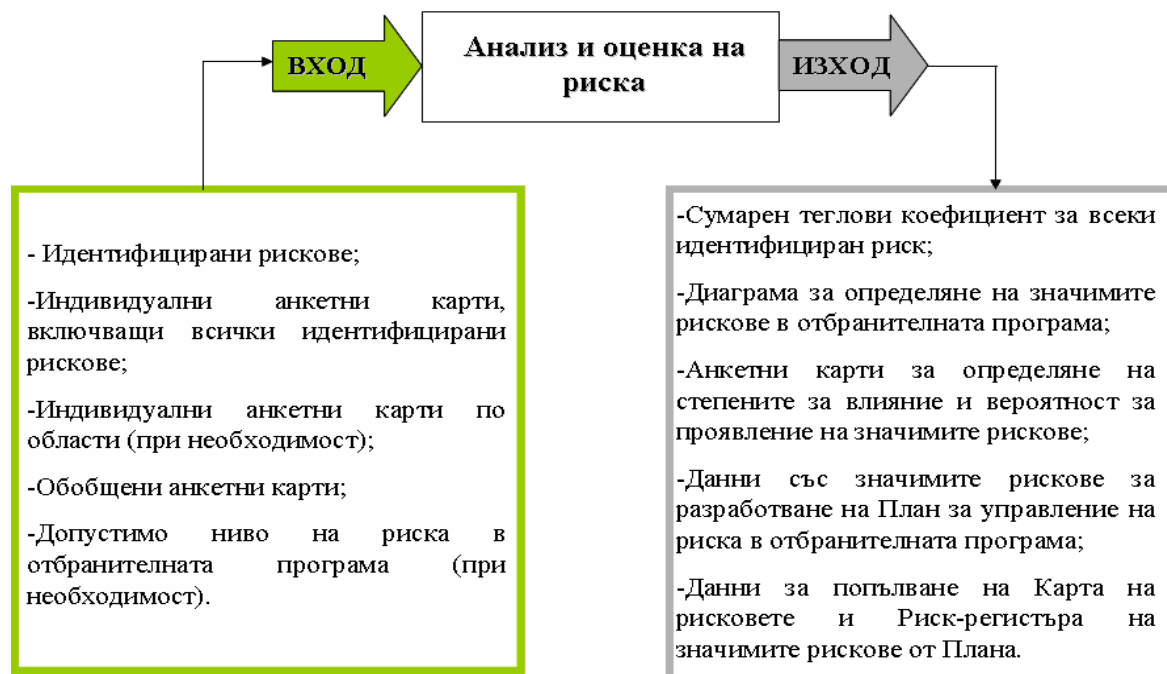 ВХОД
Анализ и оценка на
риска
ИЗХОД
- Идентифицирани рискове;
-Индивидуални анкетни карти,
включващи всички идентифицирани
рискове;
-Индивидуални анкетни карти по
области (при необходимост);
-Обобщени анкетни карти;
-Допустимо ниво на риска в
отбранителната програма (при
необходимост).
-Сумарен теглови коефициент за всеки
идентифициран риск;
-Диаграма за определяне на значимите
рискове в отбранителната програма;
-Анкетни карти за определяне на
степените за влияние и вероятност за
проявление на значимите рискове;
-Данни със значимите рискове за
разработване на План за управление на
риска в отбранителната програма;
-Данни за попълване на Карта на
рисковете и Риск-регистъра на
значимите рискове от Плана.